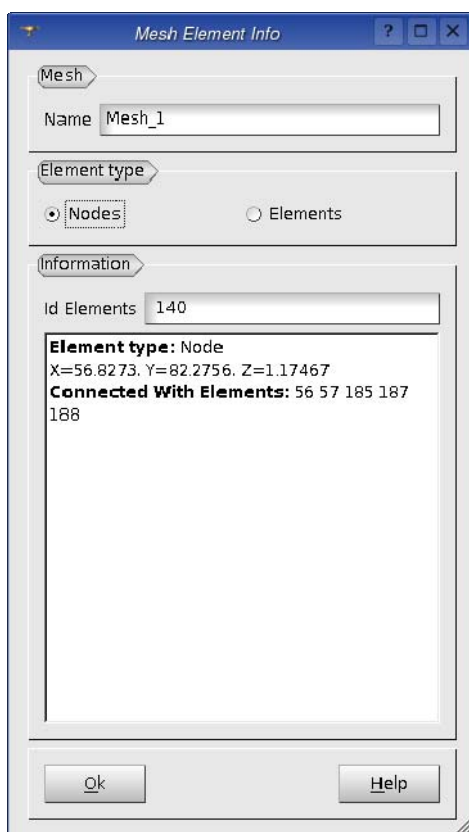 Mesh Element Info
Mesh
Name Mesh_1
Element type
Nodes Elements
Information
Id Elements 140
Element type: Node
X=56.8273, Y=82.2756, Z=1.17467
Connected With Elements: 56 57 185 187
188
Ok Help